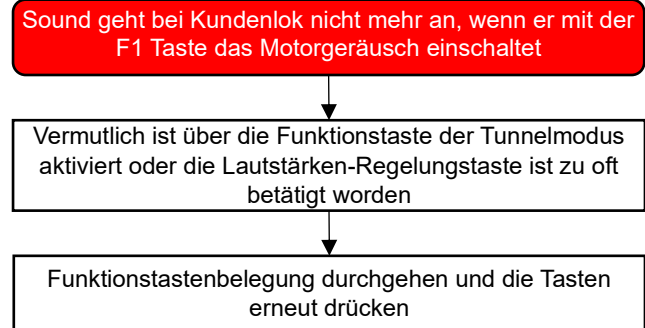 Sound geht bei Kundenlok nicht mehr an, wenn er mit der
F1 Taste das Motorgeräusch einschaltet
Vermutlich ist über die Funktionstaste der Tunnelmodus
aktiviert oder die Lautstärken-Regelungstaste ist zu oft
betätigt worden
Funktionstastenbelegung durchgehen und die Tasten
erneut drücken